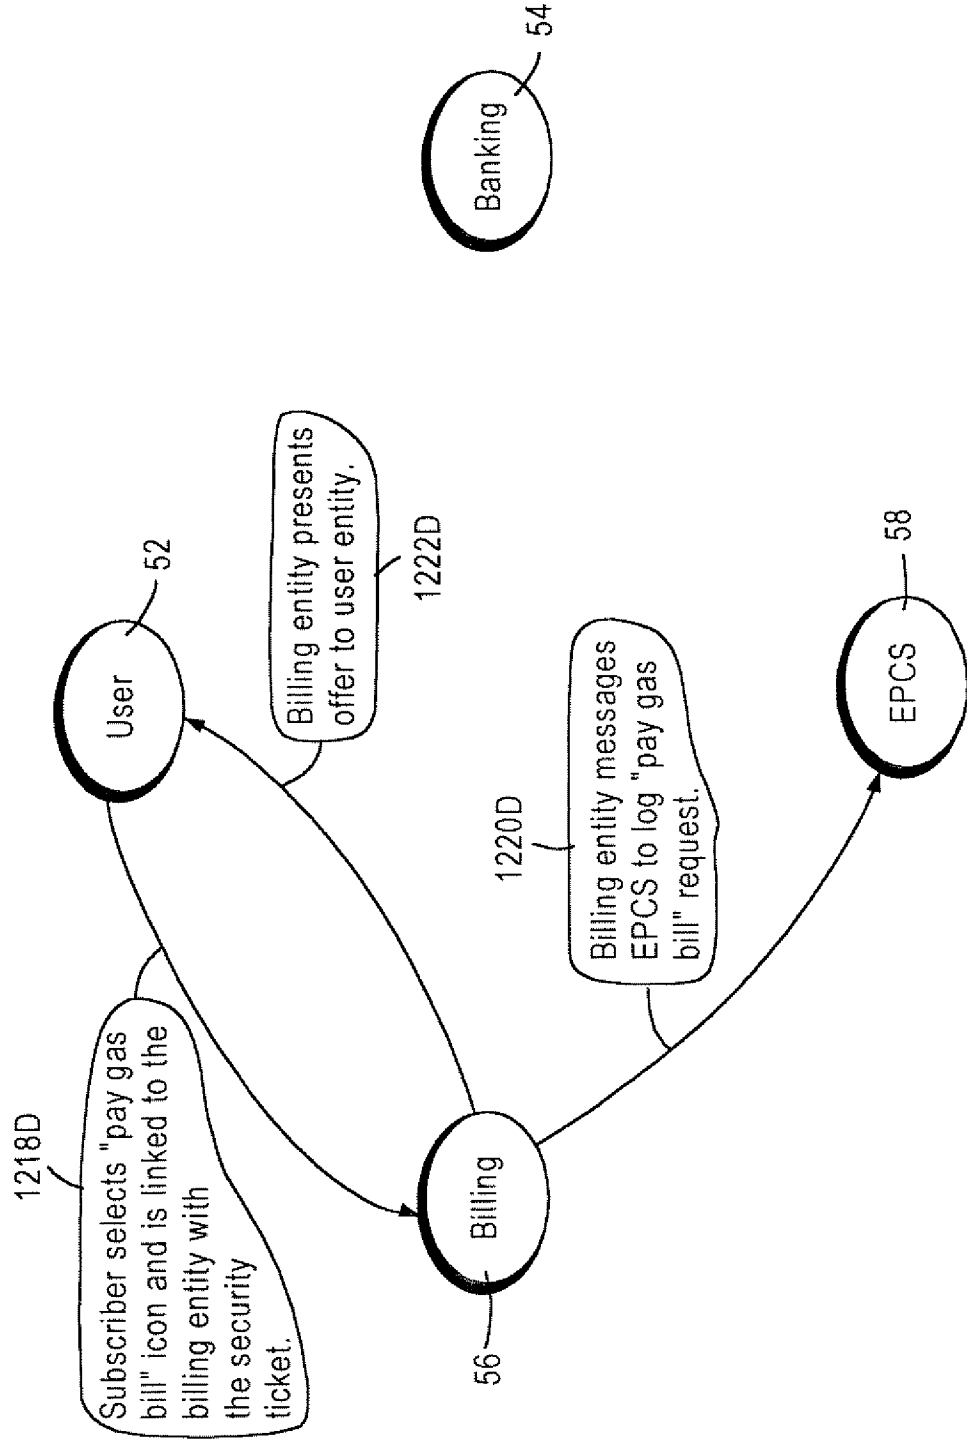 1218D
Subscriber selects "pay gas
bill" icon and is linked to the
billing entity with
the security
ticket.
User
52
Billing entity presents
offer to user entity.
1222D
Billing
56
Banking
54
1220D
Billing entity messages
EPCS to log "pay gas
bill" request.
EPCS
58